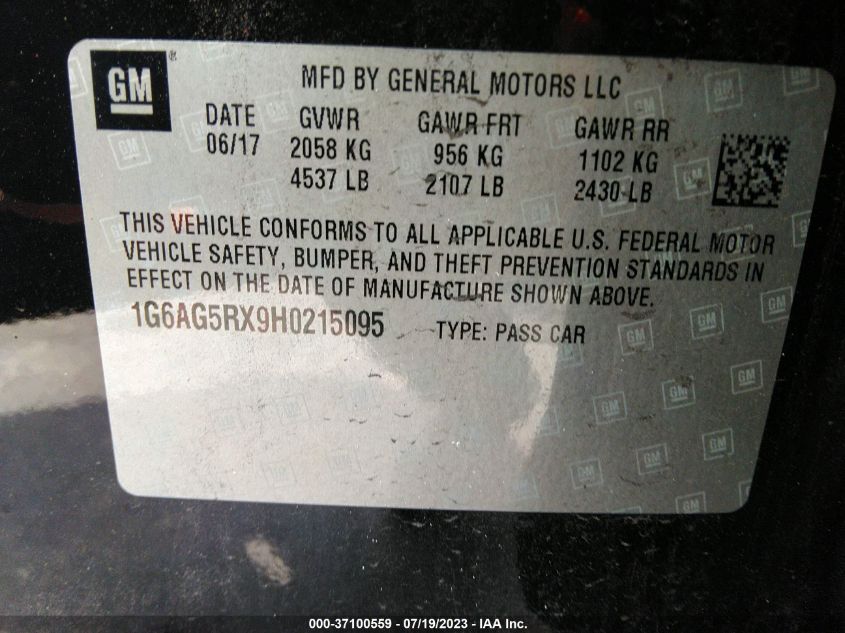 GM
MFD BY GENERAL MOTORS LLC
DATE GVWR GAWR FRT GAWR RR
06/17 2058 KG 956 KG 1102 KG
4537 LB 2107 LB 2430 LB
THIS VEHICLE CONFORMS TO ALL APPLICABLE U.S. FEDERAL MOTOR
VEHICLE SAFETY, BUMPER, AND THEFT PREVENTION STANDARDS IN
EFFECT ON THE DATE OF MANUFACTURE SHOWN ABOVE.
1G6AG5RX9H0215095 TYPE: PASS CAR
000-37100559 / 07/19/2023 - IAA Inc.